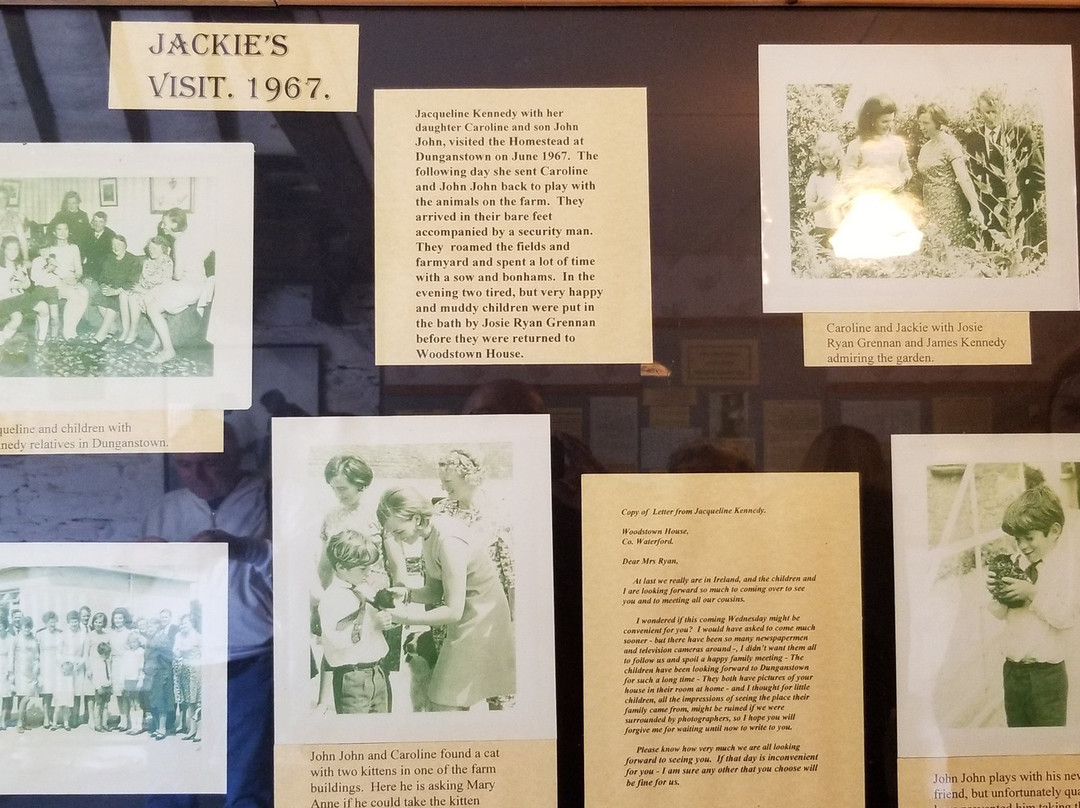 JACKIE'S
VISIT. 1967.
Jacqueline Kennedy with her
daughter Caroline and son John
John, visited the Homestead at
Dunganstown on June 1967. The
following day she sent Caroline
and John John back to play with
the animals on the farm. They
arrived in their bare feet
accompanied by a security man.
They roamed the fields and
farmyard and spent a lot of time
with a sow and bonhams. In the
evening two tired, but very happy
and muddy children were put in
the bath by Josie Ryan Grennan
before they were returned to
Woodstown House.
Caroline and Jackie with Josie
Ryan Grennan and James Kennedy
admiring the garden.
queline and children with
nedy relatives in Dunganstown.
John John and Caroline found a cat
with two kittens in one of the farm
buildings. Here he is asking Mary
Anne if he could take the kitten
Copy of Letter from Jacqueline Kennedy.
Woodstown House,
Co. Waterford.
Dear Mrs Ryan,
At last we really are in Ireland, and the children and
I are looking forward so much to coming over to see
you and to meeting all our cousins.
I wondered if this coming Wednesday might be
convenient for you? I would have asked to come much
sooner - but there have been so many newspapermen
and television cameras around -, I didn't want them all
to follow us and spoil a happy family meeting - The
children have been looking forward to Dunganstown
for such a long time - They both have pictures of your
house in their room at home - and I thought for little
children, all the impressions of seeing the place their
family came from, might be ruined if we were
surrounded by photographers, so I hope you will
forgive me for waiting until now to write to you.
Please know how very much we are all looking
forward to seeing you. If that day is inconvenient
for you - I am sure any other that you choose will
be fine for us.
John John plays with his new
friend, but unfortunately qua